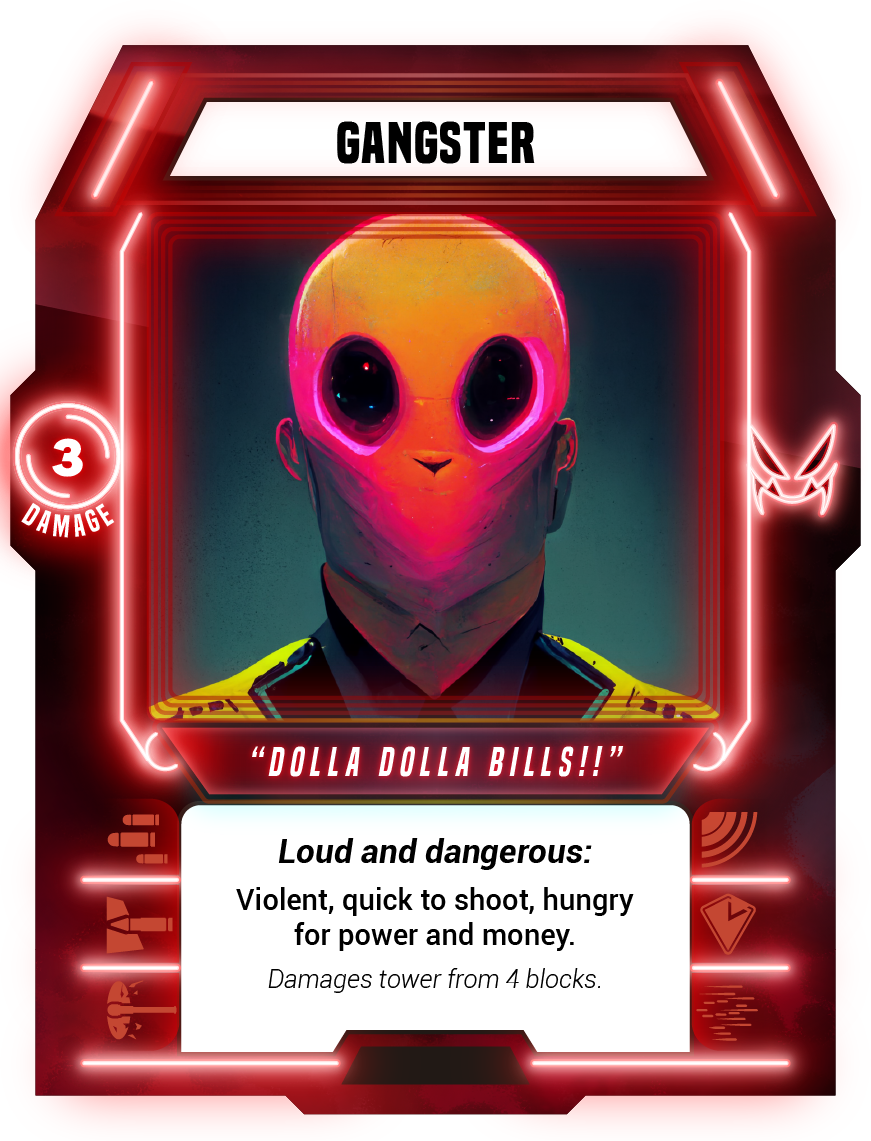 GANGSTER
3
DAMAGE
“DOLLA DOLLA BILLS!!”
Loud and dangerous:
Violent, quick to shoot, hungry
for power and money.
Damages tower from 4 blocks.